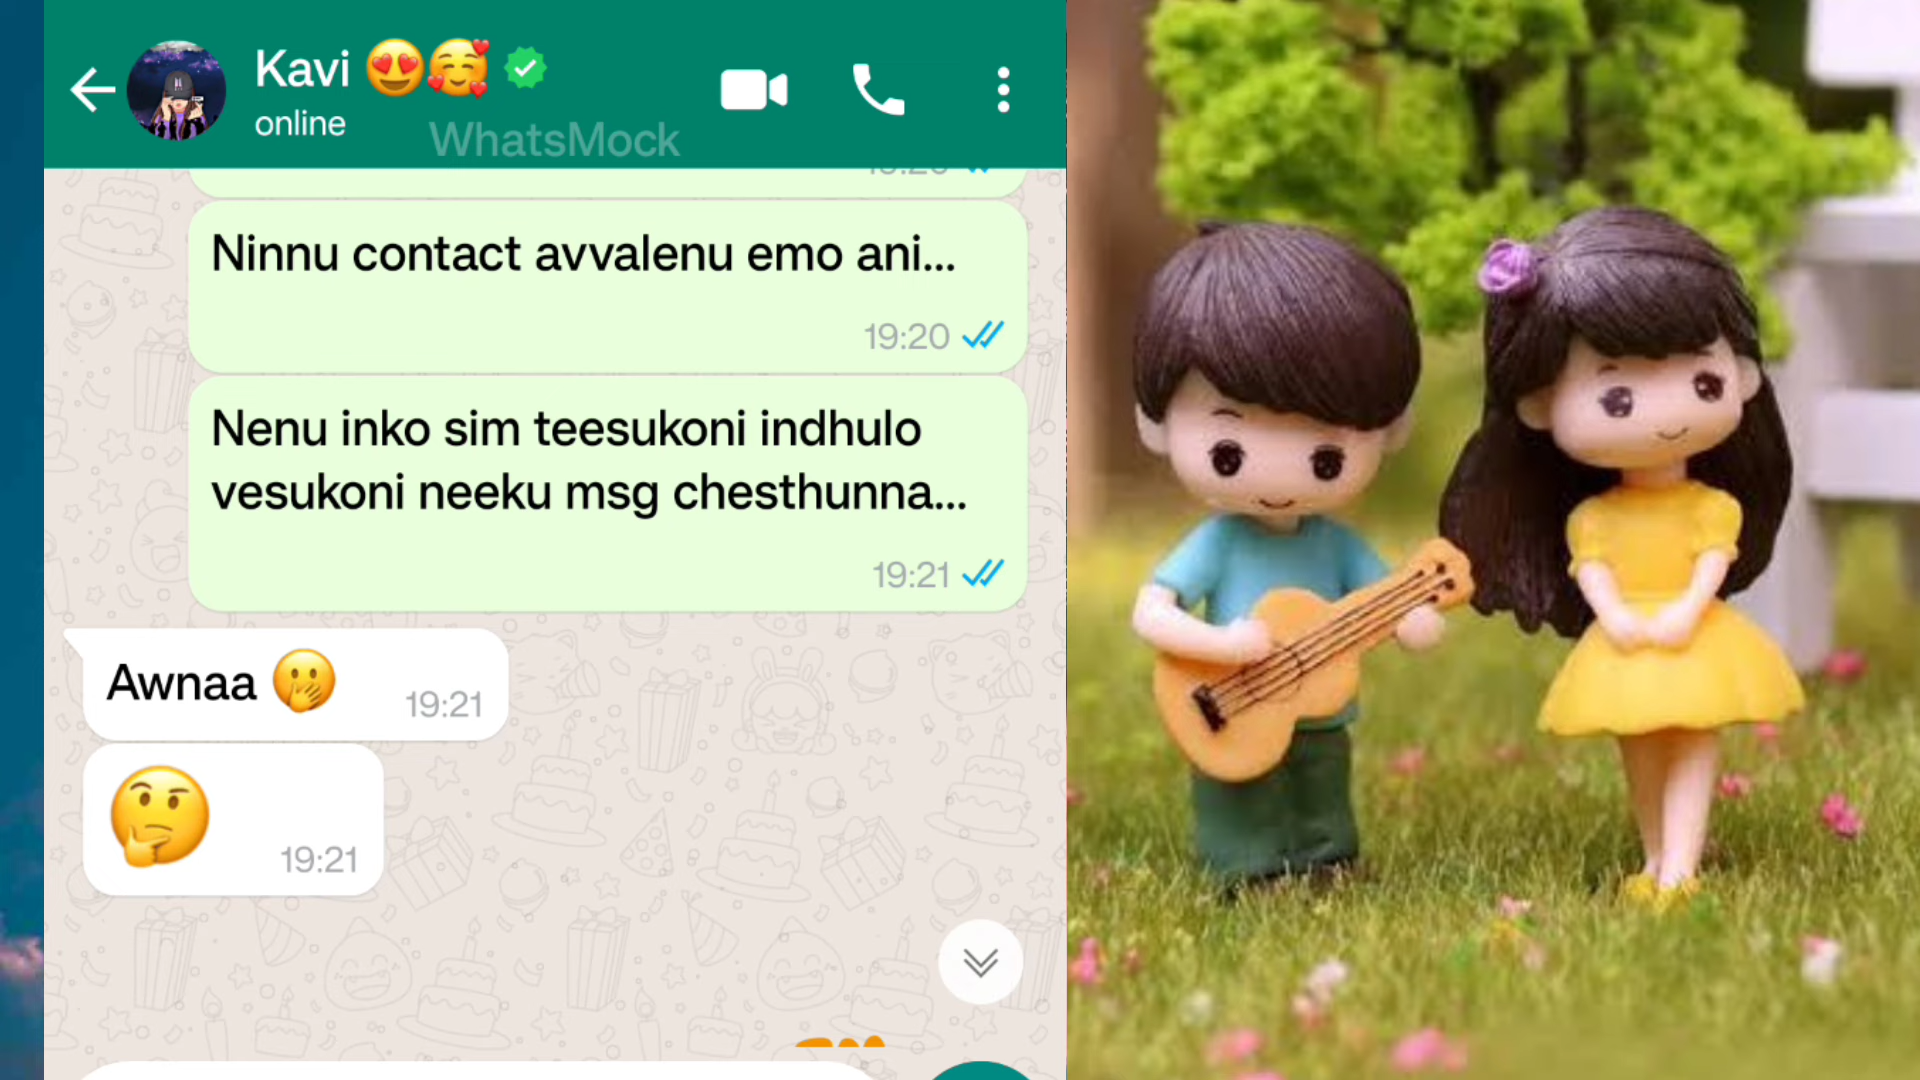 Kavi 😍🥰
online
WhatsMock
Ninnu contact avvalenu emo ani...
19:20
Nenu inko sim teesukoni indhulo
vesukoni neeku msg chesthunna...
19:21
Awnaa 🫢
19:21
🤔
19:21